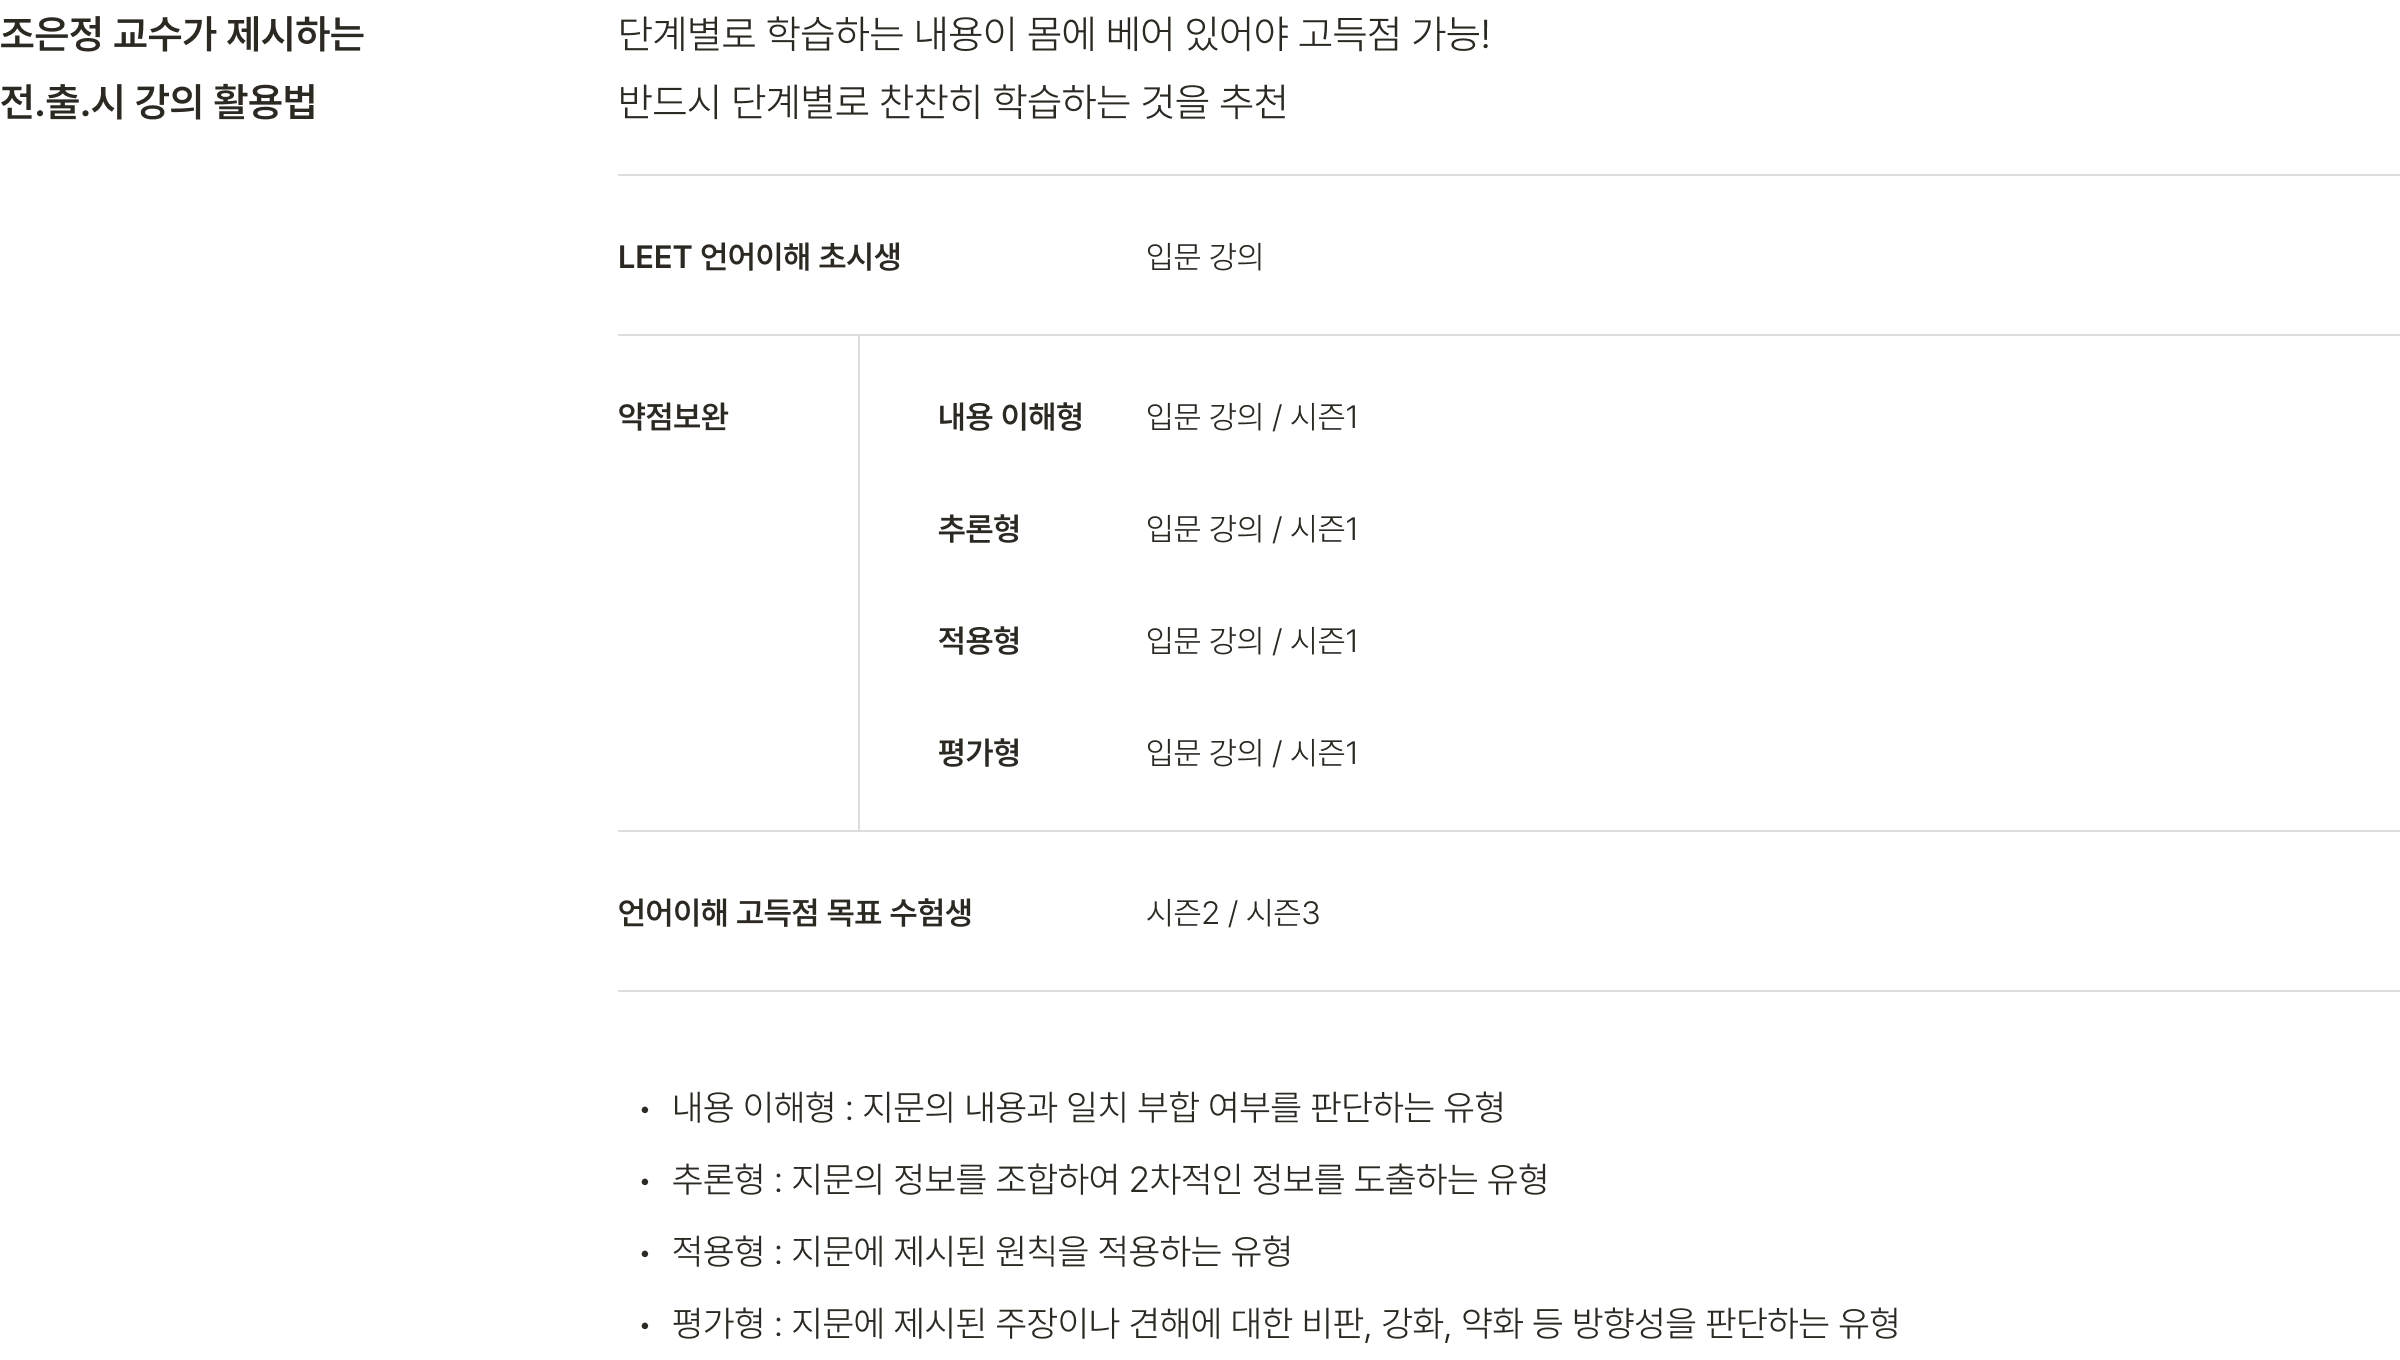 조은정 교수가 제시하는
전.출.시 강의 활용법
단계별로 학습하는 내용이 몸에 베어 있어야 고득점 가능!
반드시 단계별로 찬찬히 학습하는 것을 추천
LEET 언어이해 초시생 입문 강의
약점보완 내용 이해형 입문 강의 / 시즌1
추론형 입문 강의 / 시즌1
적용형 입문 강의 / 시즌1
평가형 입문 강의 / 시즌1
언어이해 고득점 목표 수험생 시즌2 / 시즌3
• 내용 이해형 : 지문의 내용과 일치 부합 여부를 판단하는 유형
• 추론형 : 지문의 정보를 조합하여 2차적인 정보를 도출하는 유형
• 적용형 : 지문에 제시된 원칙을 적용하는 유형
• 평가형 : 지문에 제시된 주장이나 견해에 대한 비판, 강화, 약화 등 방향성을 판단하는 유형